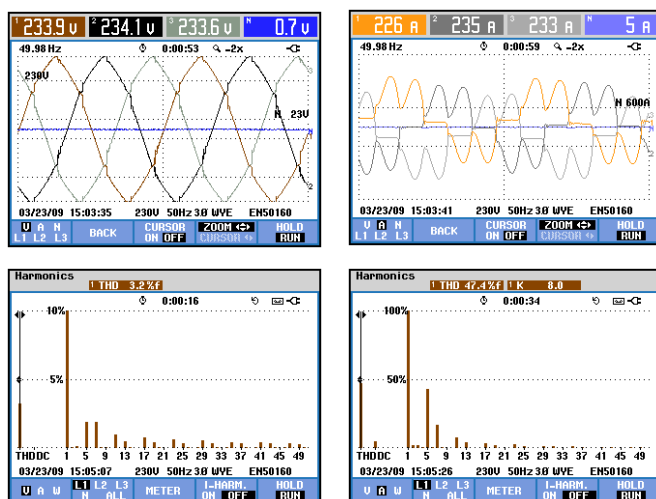 1 233.9 V 2 234.1 V 3 233.6 V N 0.7 V
49.98 Hz 0:00:53 -2x
230V
3
N 23V
N
2
03/23/09 15:03:35 230V 50Hz 3Ø WYE EN50160
V A N
L1 L2 L3
BACK
CURSOR
ON OFF
ZOOM
CURSOR
HOLD
RUN
1 226 A 2 235 A 3 233 A N 5 A
49.98 Hz 0:00:59 -2x
N 600A
3
N
2
03/23/09 15:03:41 230V 50Hz 3Ø WYE EN50160
V A N
L1 L2 L3
BACK
CURSOR
ON OFF
ZOOM
CURSOR
HOLD
RUN
Harmonics
1 THD 3.2%f
0:00:16
10%
5%
THDDC 1 5 9 13 17 21 25 29 33 37 41 45 49
03/23/09 15:05:07 230V 50Hz 3Ø WYE EN50160
V A W
L1 L2 L3
N ALL
METER
I-HARM.
ON OFF
HOLD
RUN
Harmonics
1 THD 47.4%f 1 K 8.0
0:00:34
100%
50%
THDDC 1 5 9 13 17 21 25 29 33 37 41 45 49
03/23/09 15:05:26 230V 50Hz 3Ø WYE EN50160
V A W
L1 L2 L3
N ALL
METER
I-HARM.
ON OFF
HOLD
RUN